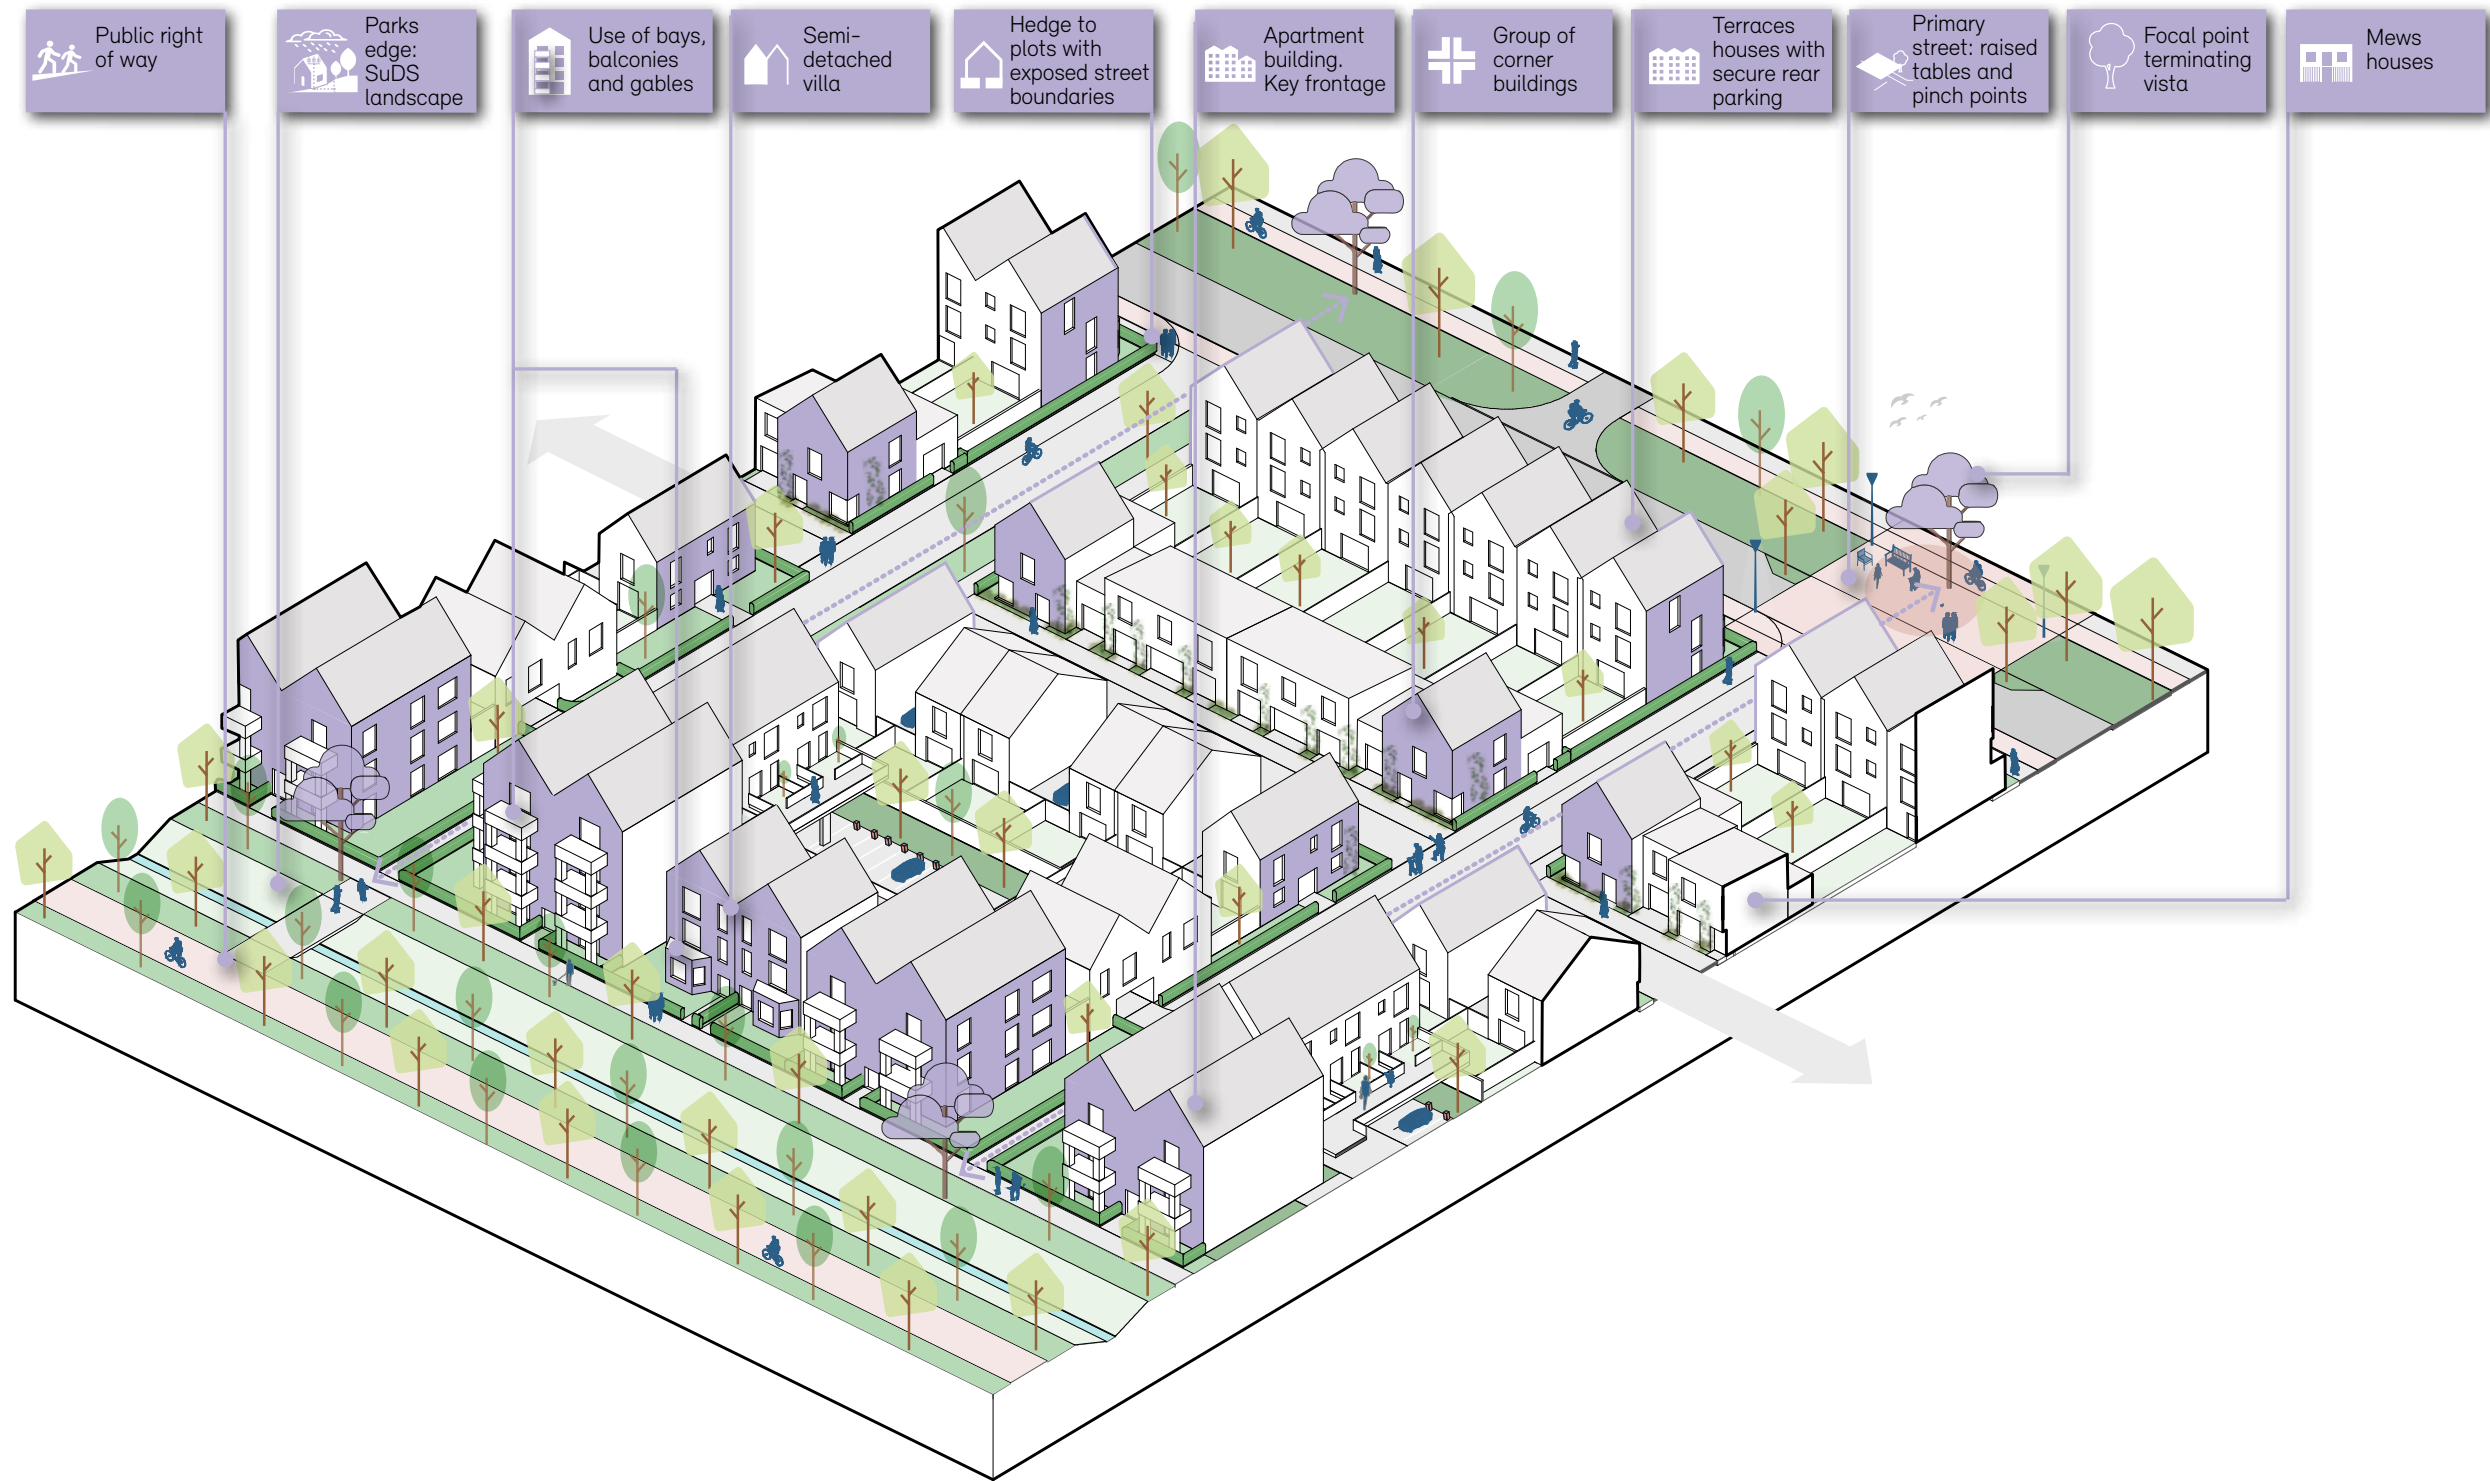 Public right
of way
Parks
edge:
SuDS
landscape
Use of bays,
balconies
and gables
Semi-
detached
villa
Hedge to
plots with
exposed street
boundaries
Apartment
building.
Key frontage
Group of
corner
buildings
Terraces
houses with
secure rear
parking
Primary
street: raised
tables and
pinch points
Focal point
terminating
vista
Mews
houses